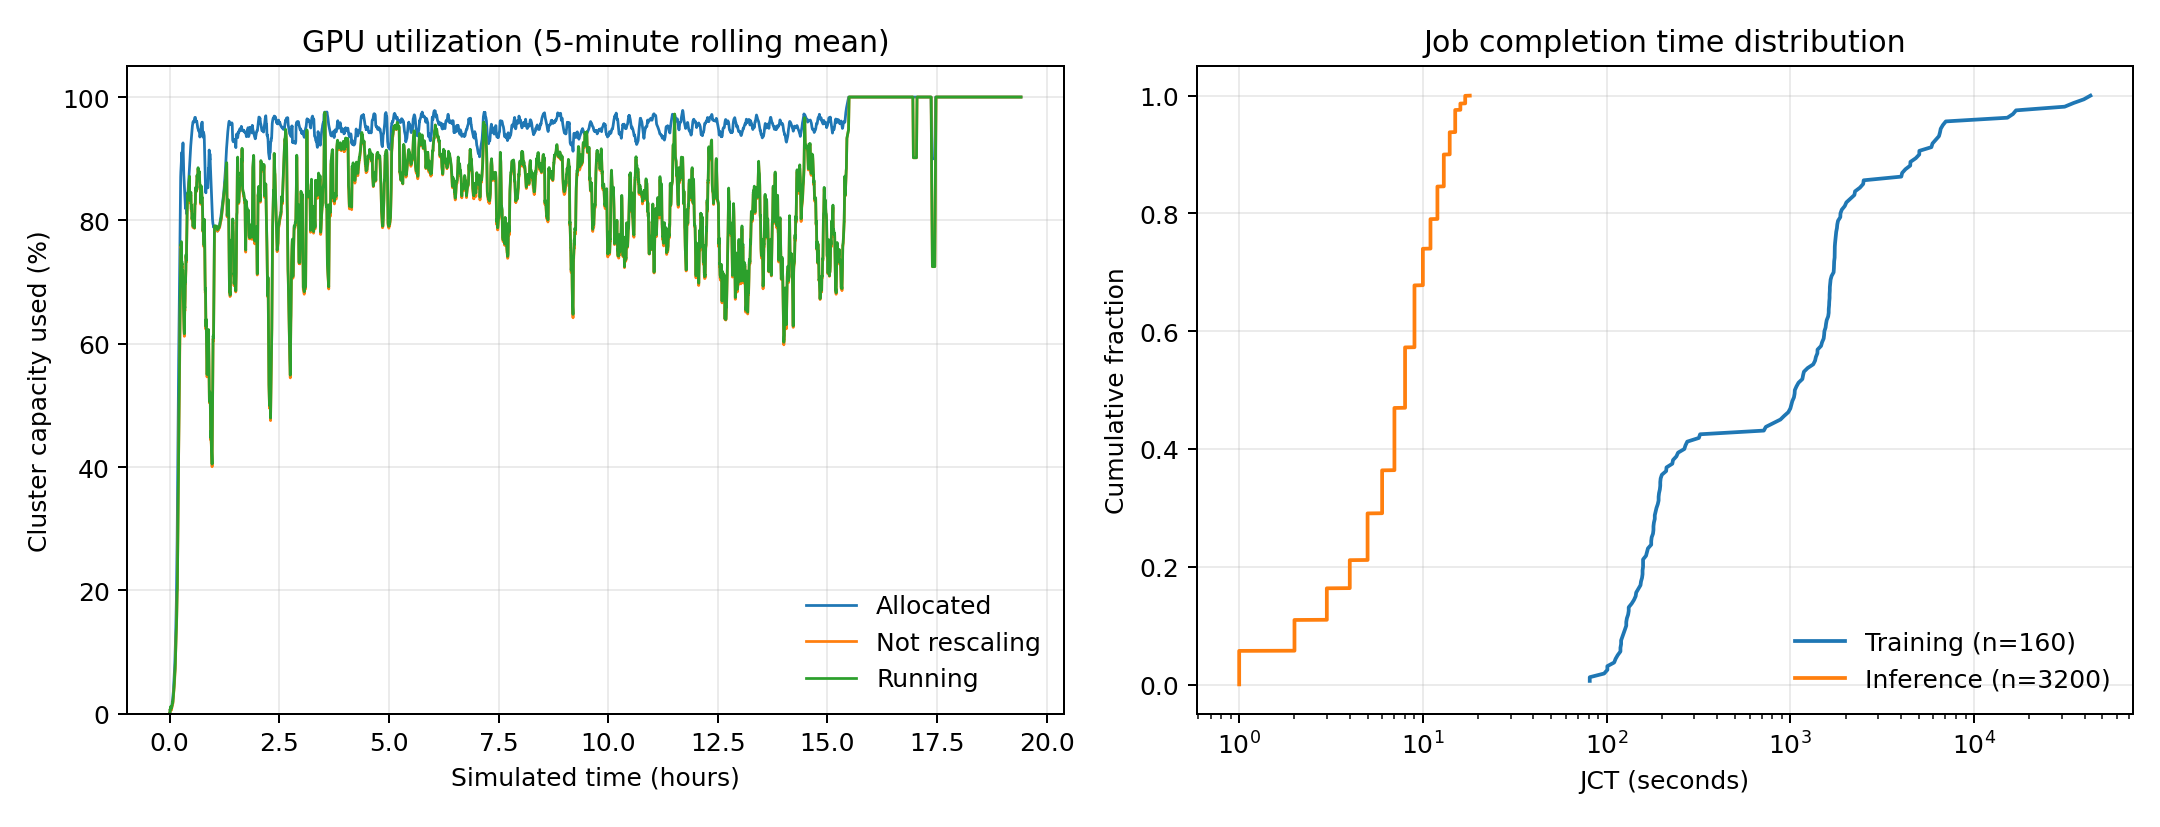 GPU utilization (5-minute rolling mean)
Cluster capacity used (%)
100
80
60
40
20
0
0.0 2.5 5.0 7.5 10.0 12.5 15.0 17.5 20.0
Simulated time (hours)
Allocated
Not rescaling
Running
Job completion time distribution
Cumulative fraction
1.0
0.8
0.6
0.4
0.2
0.0
10⁰ 10¹ 10² 10³ 10⁴
JCT (seconds)
Training (n=160)
Inference (n=3200)